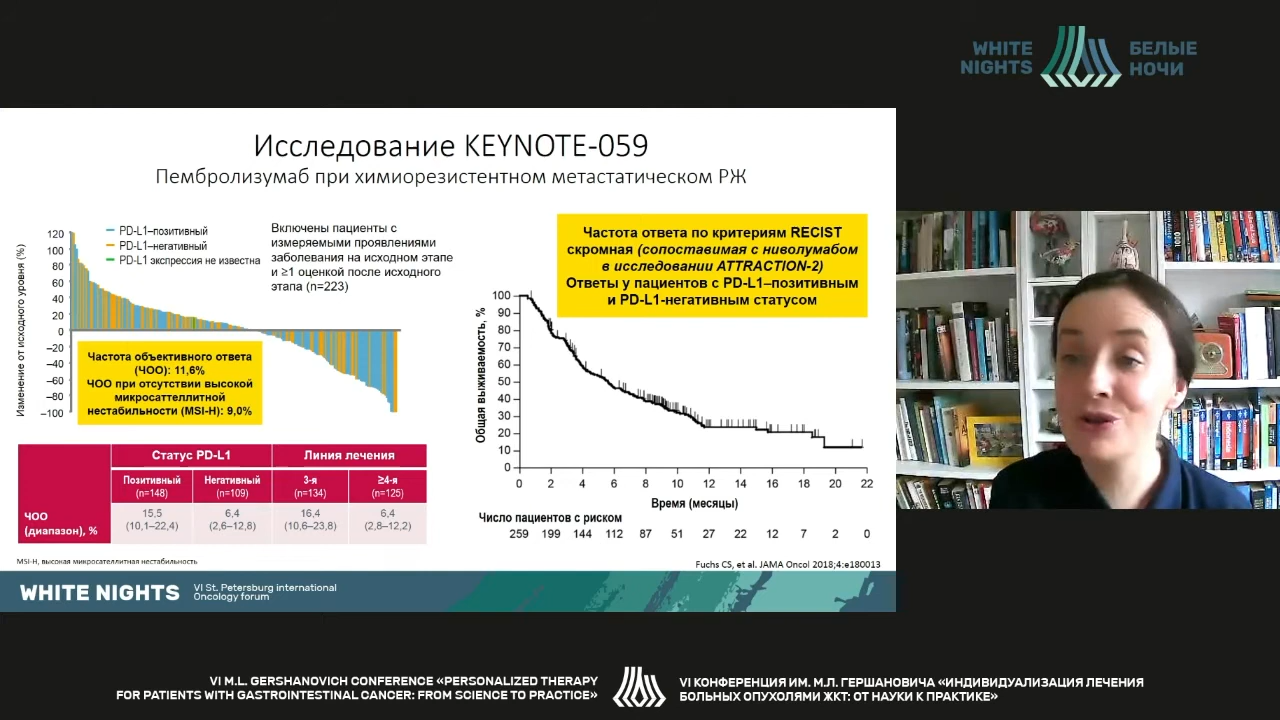 WHITE
NIGHTS
БЕЛЫЕ
НОЧИ
Исследование KEYNOTE-059
Пембролизумаб при химиорезистентном метастатическом РЖ
Изменение от исходного уровня (%)
120
100
80
60
40
20
0
–20
–40
–60
–80
–100
PD-L1–позитивный
PD-L1–негативный
PD-L1 экспрессия не известна
Включены пациенты с
измеряемыми проявлениями
заболевания на исходном этапе
и ≥1 оценкой после исходного
этапа (n=223)
Частота объективного ответа
(ЧОО): 11,6%
ЧОО при отсутствии высокой
микросаттеллитной
нестабильности (MSI-H): 9,0%
Статус PD-L1 Линия лечения
Позитивный Негативный 3-я ≥4-я
(n=148) (n=109) (n=134) (n=125)
ЧОО
(диапазон), %
15,5 6,4 16,4 6,4
(10,1–22,4) (2,6–12,8) (10,6–23,8) (2,8–12,2)
MSI-H, высокая микросателлитная нестабильность
Частота ответа по критериям RECIST
скромная (сопоставимая с ниволумабом
в исследовании ATTRACTION-2)
Ответы у пациентов с PD-L1–позитивным
и PD-L1-негативным статусом
Общая выживаемость, %
100
90
80
70
60
50
40
30
20
10
0
0 2 4 6 8 10 12 14 16 18 20 22
Время (месяцы)
Число пациентов с риском
259 199 144 112 87 51 27 22 12 7 2 0
Fuchs CS, et al. JAMA Oncol 2018;4:e180013
WHITE NIGHTS
VI St. Petersburg international
Oncology forum
VI M.L. GERSHANOVICH CONFERENCE «PERSONALIZED THERAPY
FOR PATIENTS WITH GASTROINTESTINAL CANCER: FROM SCIENCE TO PRACTICE»
VI КОНФЕРЕНЦИЯ ИМ. М.Л. ГЕРШАНОВИЧА «ИНДИВИДУАЛИЗАЦИЯ ЛЕЧЕНИЯ
БОЛЬНЫХ ОПУХОЛЯМИ ЖКТ: ОТ НАУКИ К ПРАКТИКЕ»